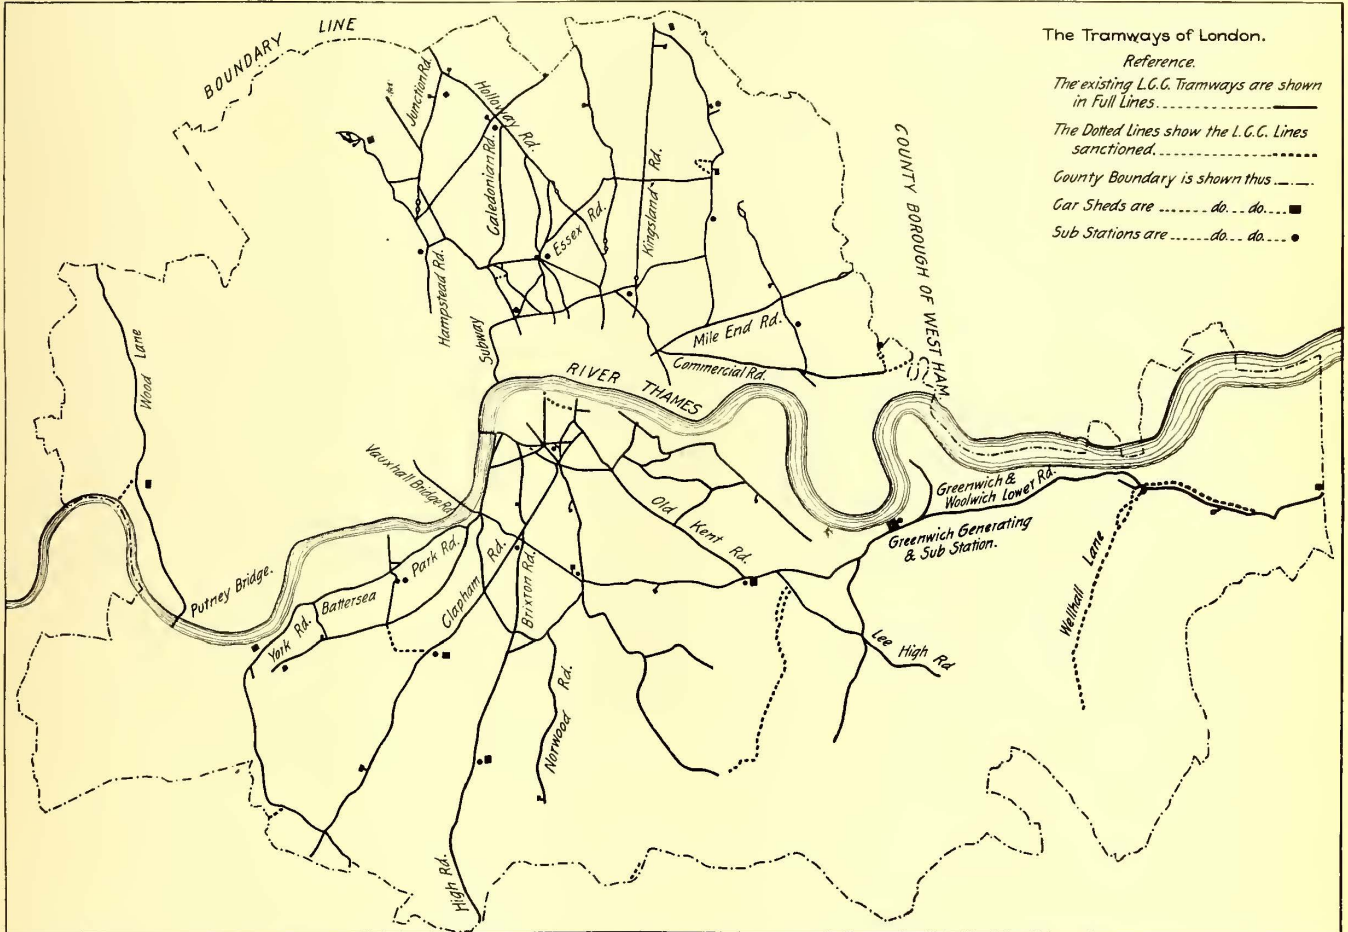 The Tramways of London.
Reference.
The existing L.C.C. Tramways are shown
in Full Lines
The Dotted Lines show the L.C.C. Lines
sanctioned.
County Boundary is shown thus
Car Sheds are do. do.
Sub Stations are do. do.
BOUNDARY LINE
Junction Rd.
Holloway Rd.
Caledonian Rd.
Essex Rd.
Kingsland Rd.
Hampstead Rd.
Subway
Mile End Rd.
Commercial Rd.
COUNTY BOROUGH OF WEST HAM.
Wood Lane
RIVER THAMES
Vauxhall Bridge Rd.
Greenwich &
Woolwich Lower Rd.
Old Kent Rd.
Greenwich Generating
& Sub Station.
Wellhall Lane
Putney Bridge.
Battersea Park Rd.
York Rd.
Clapham Rd.
Brixton Rd.
Lee High Rd
Norwood Rd.
High Rd.